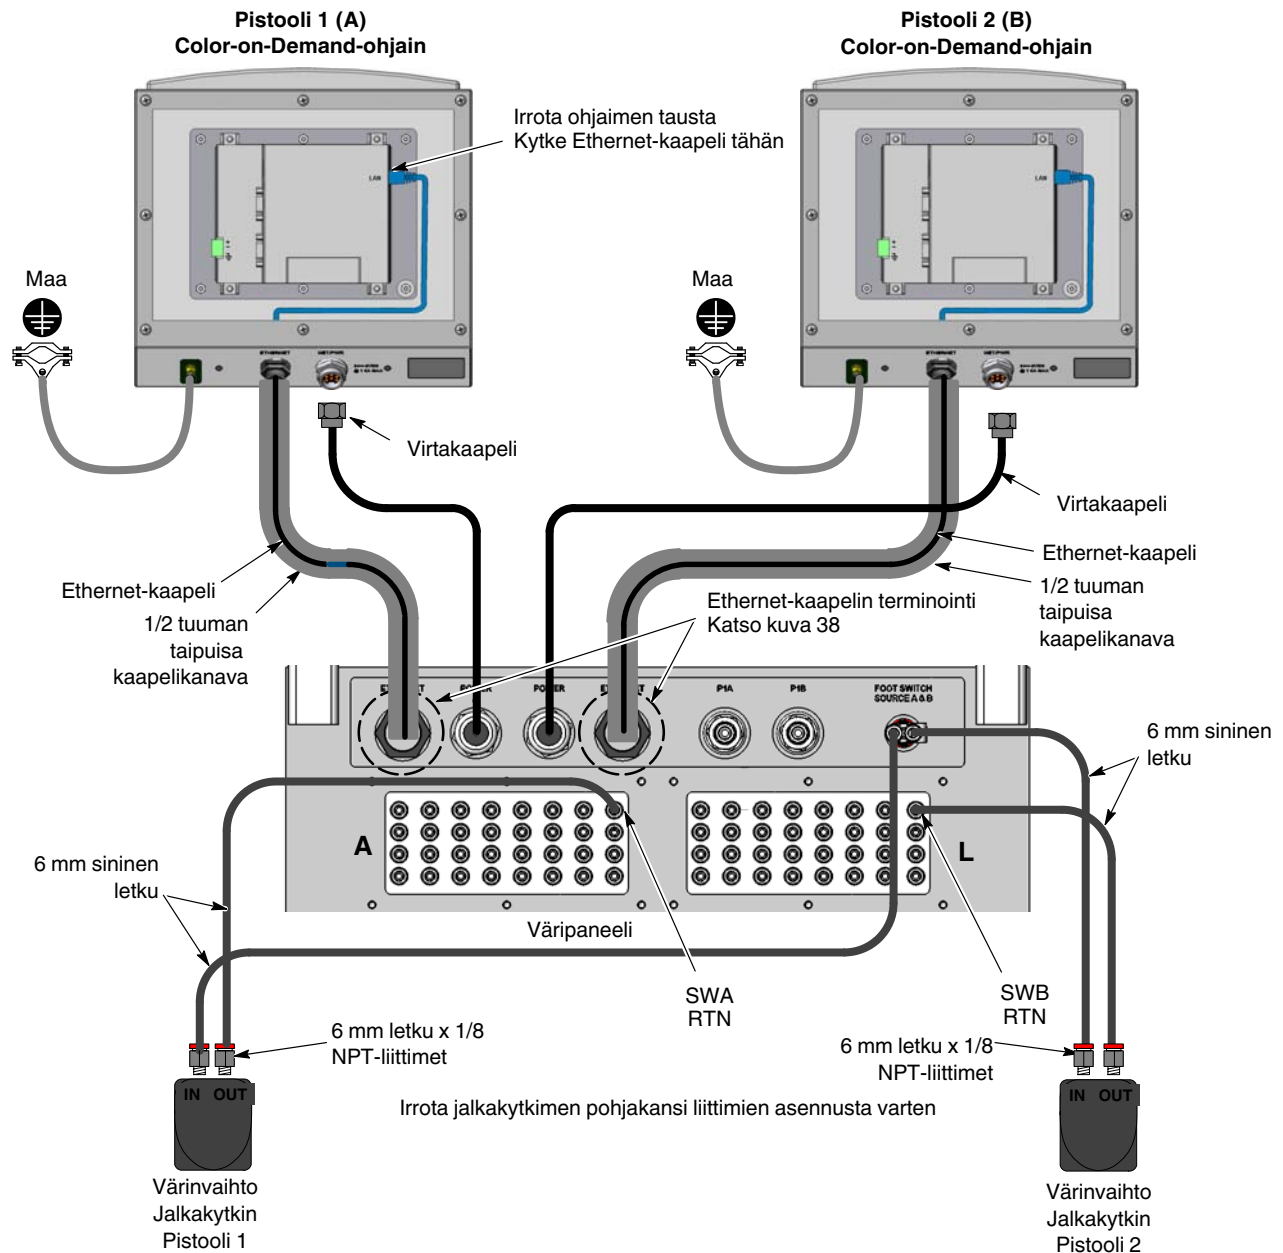 Pistooli 1 (A)
Color-on-Demand-ohjain
Pistooli 2 (B)
Color-on-Demand-ohjain
Irrota ohjaimen tausta
Kytke Ethernet-kaapeli tähän
LAN
LAN
Maa
Maa
ETHERNET
NET/PWR
ETHERNET
NET/PWR
Virtakaapeli
Virtakaapeli
Ethernet-kaapeli
1/2 tuuman
taipuisa
kaapelikanava
Ethernet-kaapeli
1/2 tuuman
taipuisa
kaapelikanava
Ethernet-kaapelin terminointi
Katso kuva 38
POWER
POWER
P1A
P1B
FOOT SWITCH
SOURCE A & B
6 mm sininen
letku
A
L
6 mm sininen
letku
Väripaneeli
SWA
RTN
SWB
RTN
6 mm letku x 1/8
NPT-liittimet
6 mm letku x 1/8
NPT-liittimet
IN OUT
IN OUT
Irrota jalkakytkimen pohjakansi liittimien asennusta varten
Värinvaihto
Jalkakytkin
Pistooli 1
Värinvaihto
Jalkakytkin
Pistooli 2